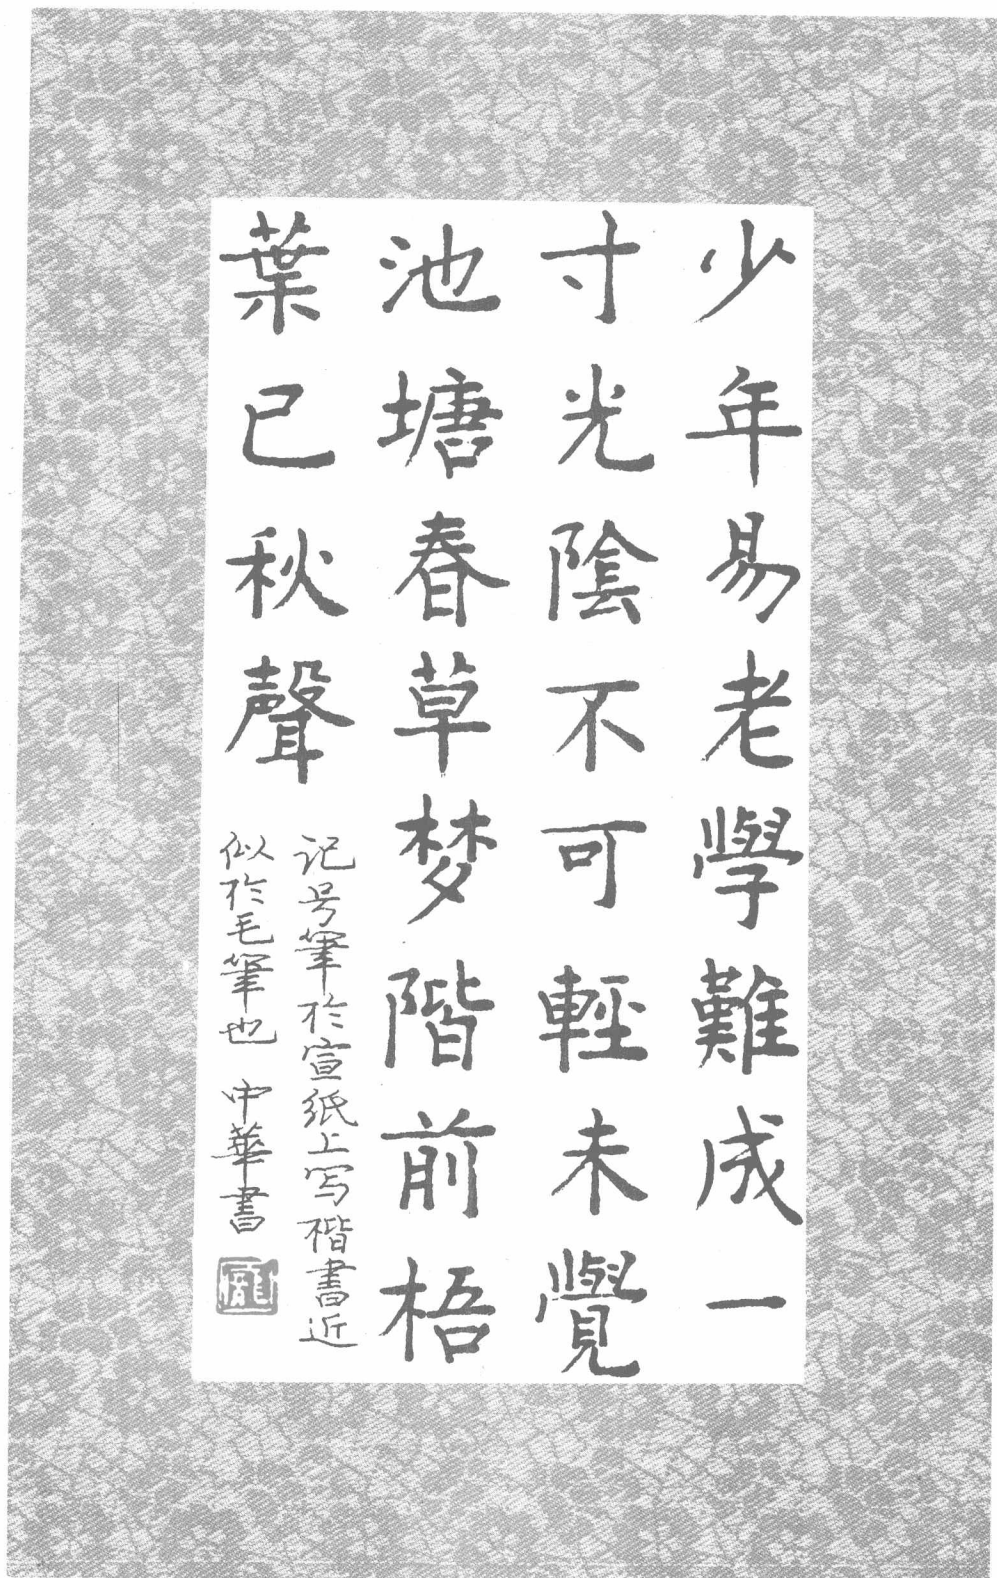 少年易老學難成一
寸光陰不可輕未覺
池塘春草梦階前梧
葉已秋聲
记号筆於宣紙上写楷書近
似於毛筆也 中華書